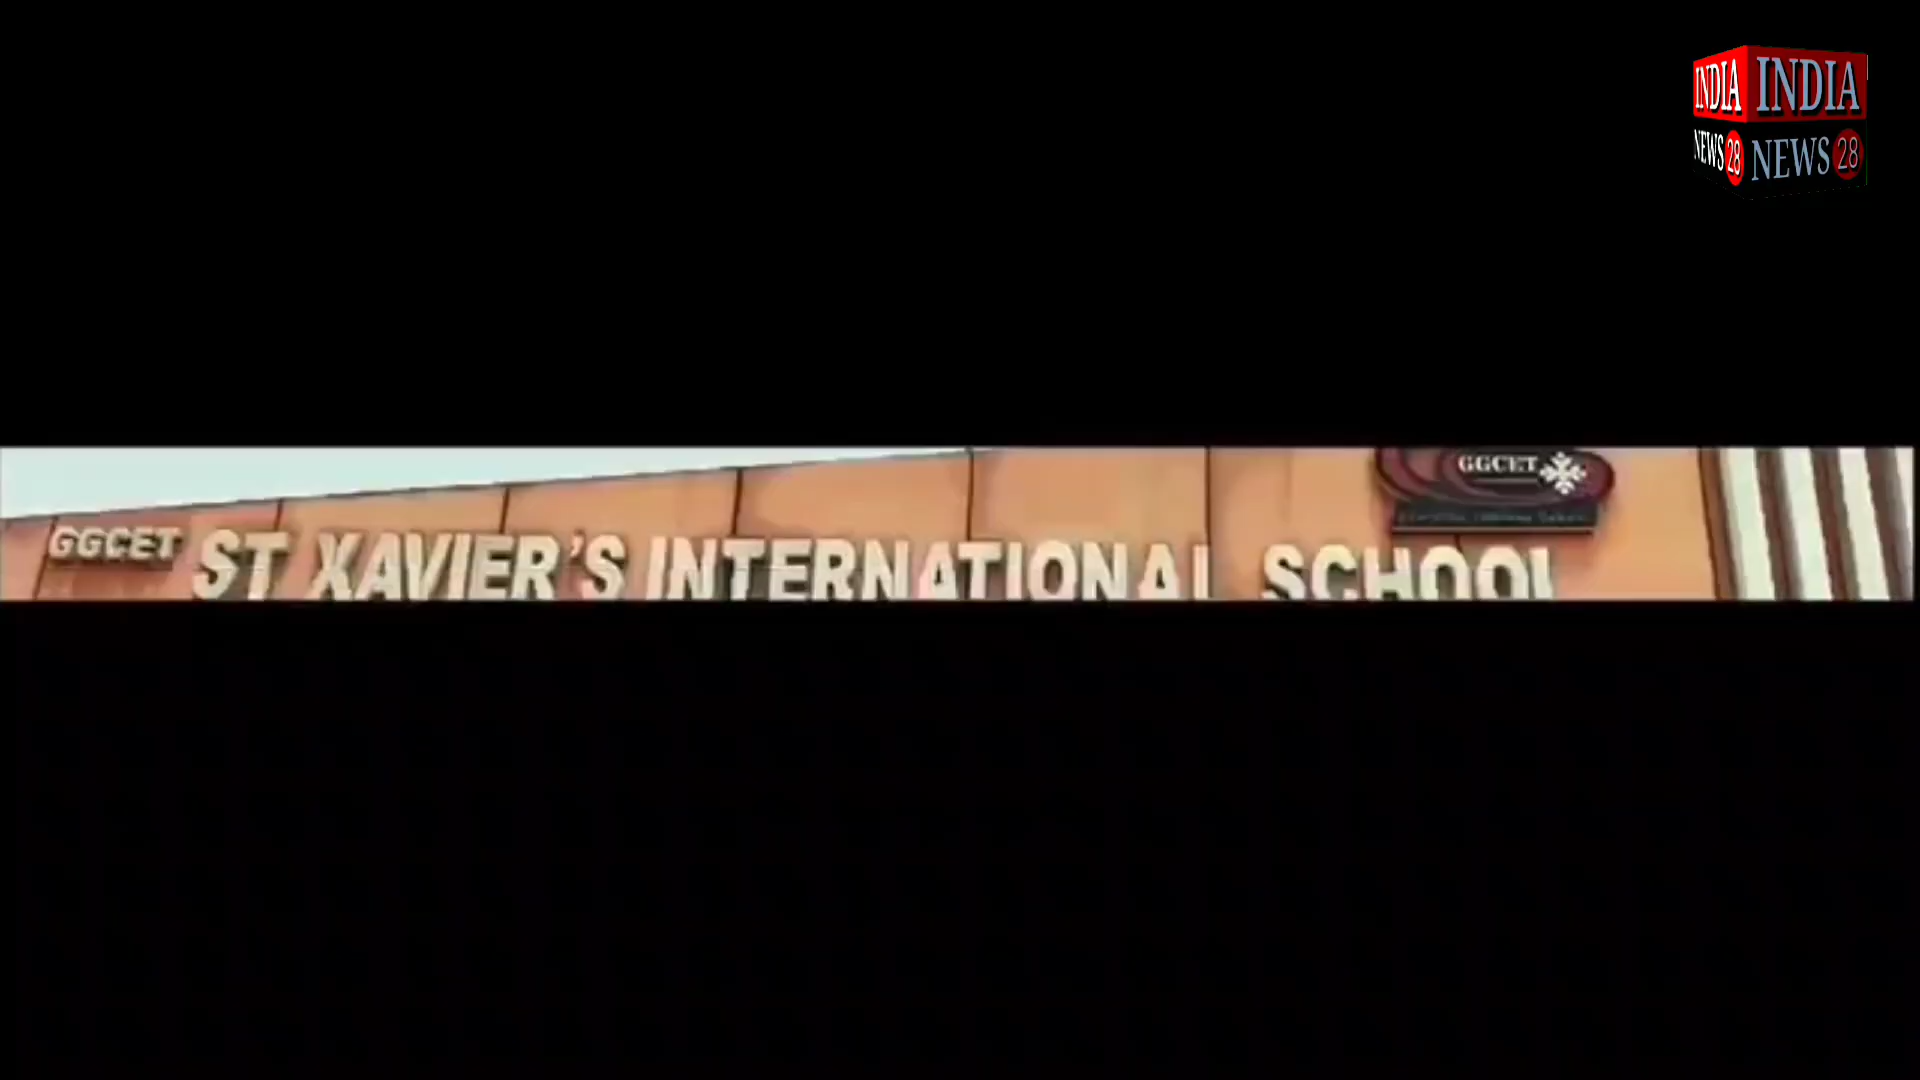 INDIA INDIA
NEWS 28 NEWS 28
GGCET
GGCET ST XAVIER'S INTERNATIONAL SCHOOL